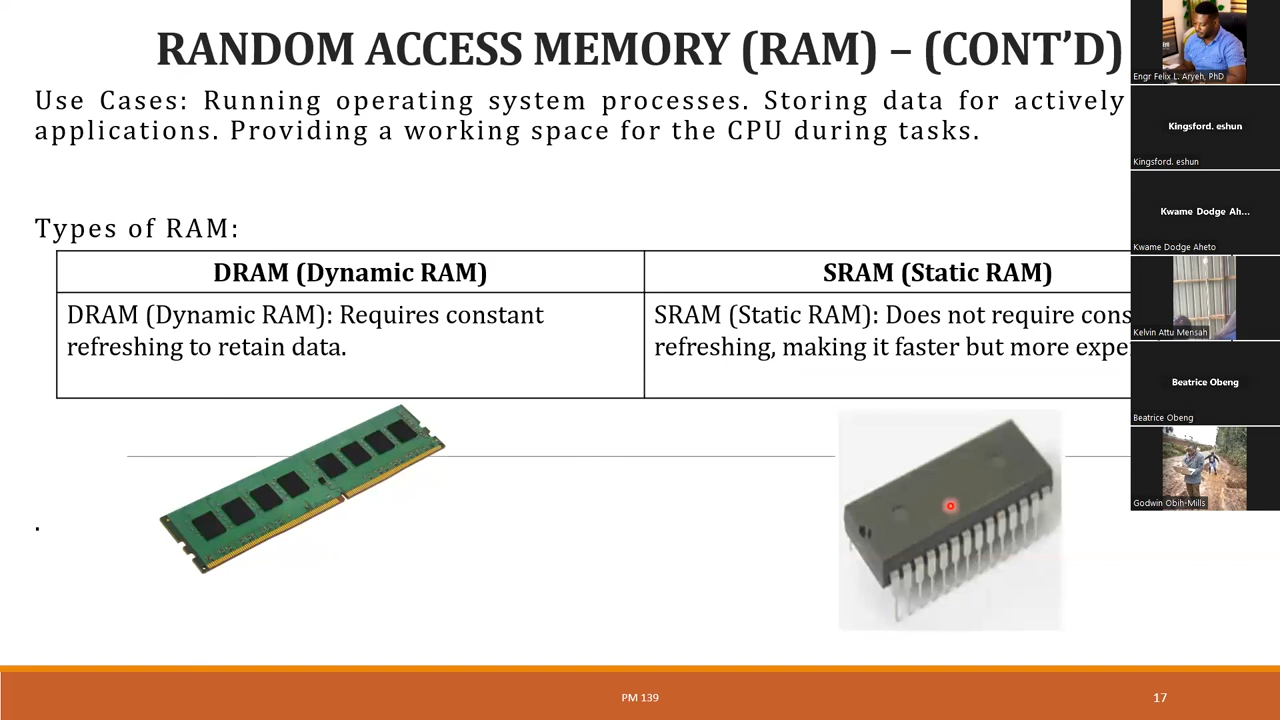 RANDOM ACCESS MEMORY (RAM) – (CONT’D)
Use Cases: Running operating system processes. Storing data for actively
applications. Providing a working space for the CPU during tasks.
Types of RAM:
DRAM (Dynamic RAM)
SRAM (Static RAM)
DRAM (Dynamic RAM): Requires constant
refreshing to retain data.
SRAM (Static RAM): Does not require cons
refreshing, making it faster but more expe
.
PM 139
17
Engr Felix L. Aryeh, PhD
Kingsford. eshun
Kingsford. eshun
Kwame Dodge Ah...
Kwame Dodge Aheto
Kelvin Attu Mensah
Beatrice Obeng
Beatrice Obeng
Godwin Obih-Mills